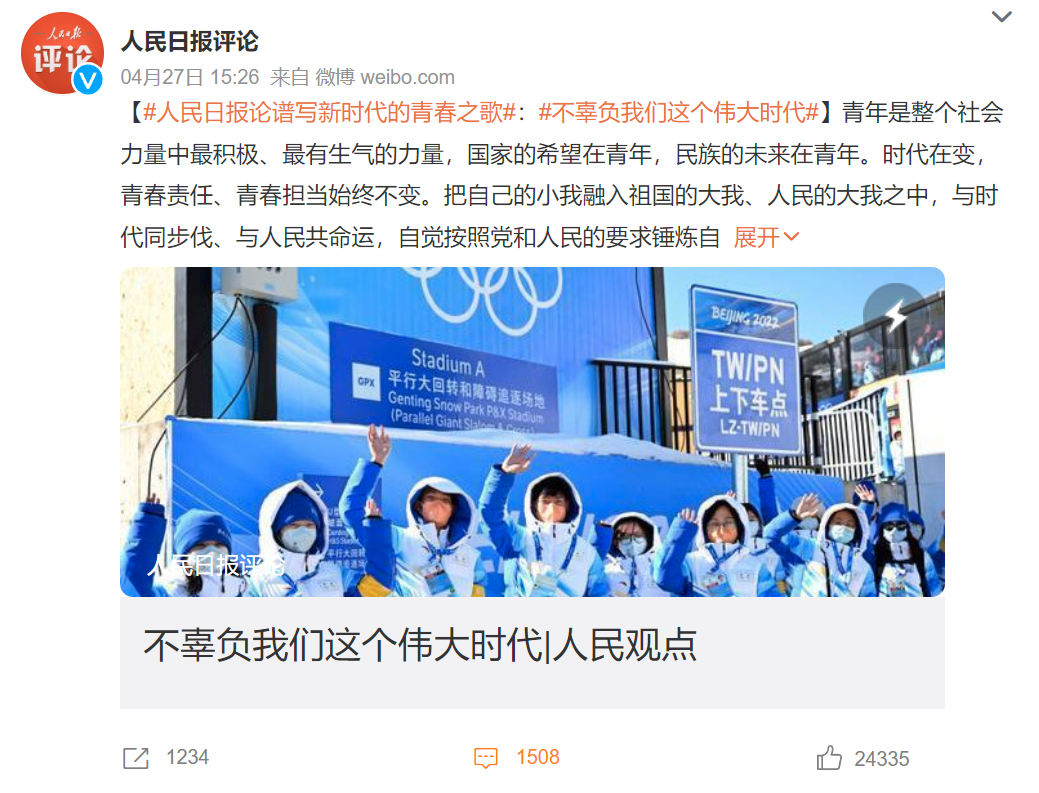 人民日报
评论
人民日报评论
04月27日 15:26 来自 微博 weibo.com
【#人民日报论谱写新时代的青春之歌#：#不辜负我们这个伟大时代#】青年是整个社会
力量中最积极、最有生气的力量，国家的希望在青年，民族的未来在青年。时代在变，
青春责任、青春担当始终不变。把自己的小我融入祖国的大我、人民的大我之中，与时
代同步伐、与人民共命运，自觉按照党和人民的要求锤炼自 展开
Stadium A
GPX
平行大回转和障碍追逐场地
Genting Snow Park P&X Stadium
(Parallel Giant Slalom & Cross)
BEIJING 2022
TW/PN
上下车点
LZ-TW/PN
平行大回转
人民日报评论
不辜负我们这个伟大时代|人民观点
1234
1508
24335